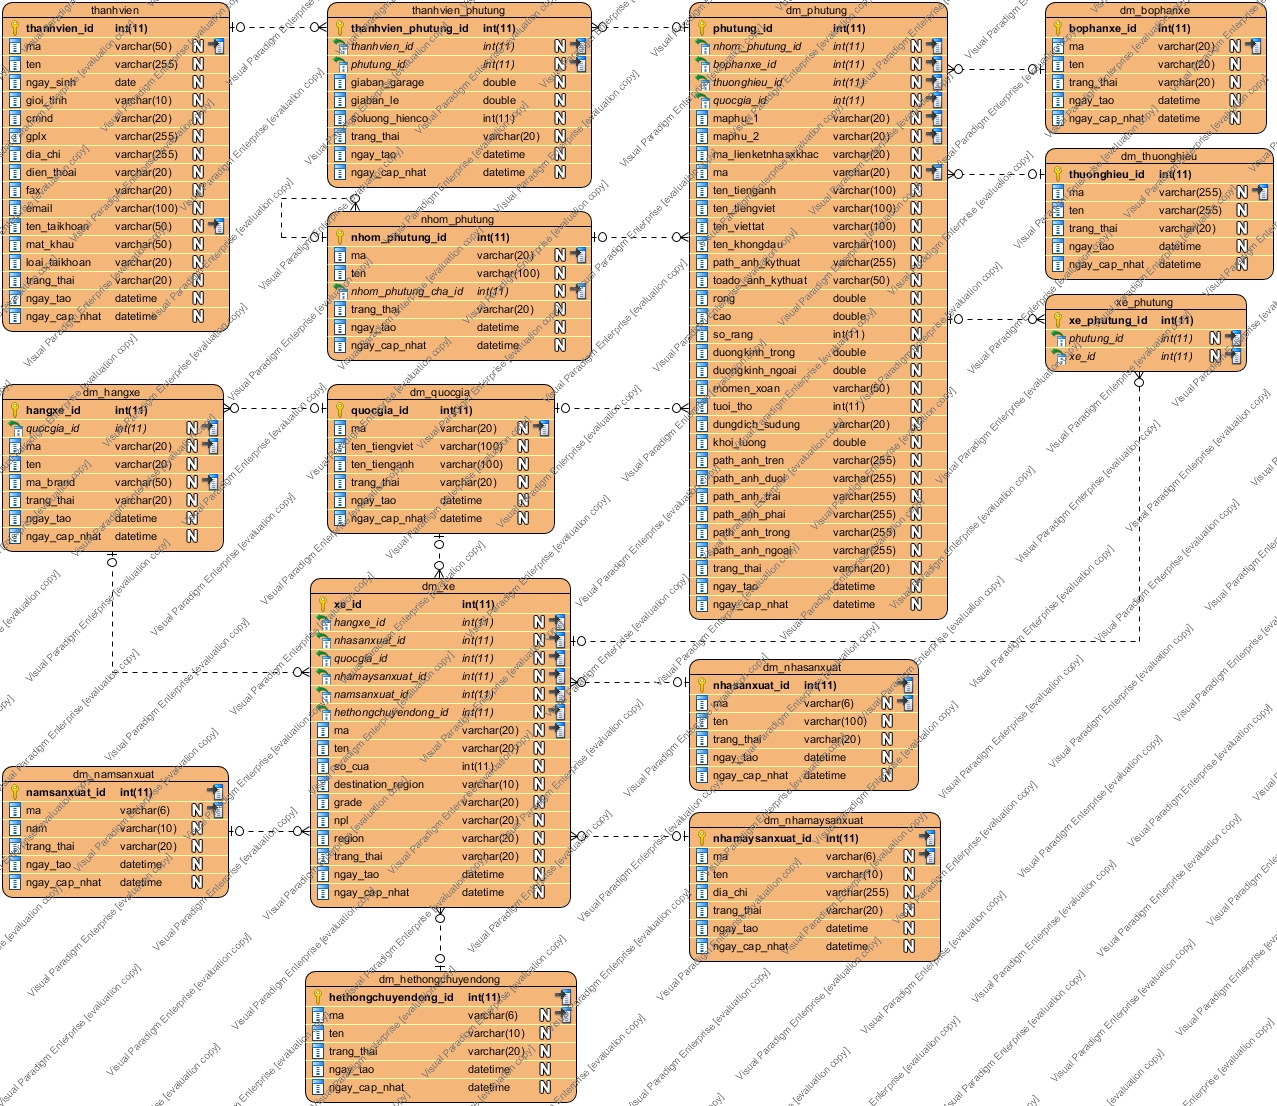 thanhvien
thanhvien_id int(11)
ma varchar(50) N
ten varchar(255) N
ngay_sinh date N
gioi_tinh varchar(10) N
cmnd varchar(20) N
gplx varchar(255) N
dia_chi varchar(255) N
dien_thoai varchar(20) N
fax varchar(20) N
email varchar(100) N
ten_taikhoan varchar(50) N
mat_khau varchar(50) N
loai_taikhoan varchar(20) N
trang_thai varchar(20) N
ngay_tao datetime N
ngay_cap_nhat datetime N
thanhvien_phutung
thanhvien_phutung_id int(11)
thanhvien_id int(11) N
phutung_id int(11) N
giaban_garage double N
giaban_le double N
soluong_hienco int(11) N
trang_thai varchar(20) N
ngay_tao datetime N
ngay_cap_nhat datetime N
nhom_phutung
nhom_phutung_id int(11)
ma varchar(20) N
ten varchar(100) N
nhom_phutung_cha_id int(11) N
trang_thai varchar(20) N
ngay_tao datetime N
ngay_cap_nhat datetime N
dm_phutung
phutung_id int(11)
nhom_phutung_id int(11) N
bophanxe_id int(11) N
thuonghieu_id int(11) N
quocgia_id int(11) N
maphu_1 varchar(20) N
maphu_2 varchar(20) N
ma_lienketnhasxkhac varchar(20) N
ma varchar(20) N
ten_tienganh varchar(100) N
ten_tiengviet varchar(100) N
ten_viettat varchar(100) N
ten_khongdau varchar(100) N
path_anh_kythuat varchar(255) N
toado_anh_kythuat varchar(50) N
rong double N
cao double N
so_rang int(11) N
duongkinh_trong double N
duongkinh_ngoai double N
momen_xoan varchar(50) N
tuoi_tho int(11) N
dungdich_sudung varchar(20) N
khoi_luong double N
path_anh_tren varchar(255) N
path_anh_duoi varchar(255) N
path_anh_trai varchar(255) N
path_anh_phai varchar(255) N
path_anh_trong varchar(255) N
path_anh_ngoai varchar(255) N
trang_thai varchar(20) N
ngay_tao datetime N
ngay_cap_nhat datetime N
dm_bophanxe
bophanxe_id int(11)
ma varchar(20) N
ten varchar(20) N
trang_thai varchar(20) N
ngay_tao datetime N
ngay_cap_nhat datetime N
dm_thuonghieu
thuonghieu_id int(11)
ma varchar(255) N
ten varchar(255) N
trang_thai varchar(20) N
ngay_tao datetime N
ngay_cap_nhat datetime N
xe_phutung
xe_phutung_id int(11)
phutung_id int(11) N
xe_id int(11) N
dm_hangxe
hangxe_id int(11)
quocgia_id int(11) N
ma varchar(20) N
ten varchar(20) N
ma_brand varchar(50) N
trang_thai varchar(20) N
ngay_tao datetime N
ngay_cap_nhat datetime N
dm_quocgia
quocgia_id int(11)
ma varchar(20) N
ten_tiengviet varchar(100) N
ten_tienganh varchar(100) N
trang_thai varchar(20) N
ngay_tao datetime N
ngay_cap_nhat datetime N
dm_xe
xe_id int(11)
hangxe_id int(11) N
nhasanxuat_id int(11) N
quocgia_id int(11) N
nhamaysanxuat_id int(11) N
namsanxuat_id int(11) N
hethongchuyendong_id int(11) N
ma varchar(20) N
ten varchar(20) N
so_cua int(11) N
destination_region varchar(10) N
grade varchar(20) N
npl varchar(20) N
region varchar(20) N
trang_thai varchar(20) N
ngay_tao datetime N
ngay_cap_nhat datetime N
dm_nhasanxuat
nhasanxuat_id int(11)
ma varchar(6) N
ten varchar(100) N
trang_thai varchar(20) N
ngay_tao datetime N
ngay_cap_nhat datetime N
dm_namsanxuat
namsanxuat_id int(11)
ma varchar(6) N
nam varchar(10) N
trang_thai varchar(20) N
ngay_tao datetime N
ngay_cap_nhat datetime N
dm_nhamaysanxuat
nhamaysanxuat_id int(11)
ma varchar(6) N
ten varchar(10) N
dia_chi varchar(255) N
trang_thai varchar(20) N
ngay_tao datetime N
ngay_cap_nhat datetime N
dm_hethongchuyendong
hethongchuyendong_id int(11)
ma varchar(6) N
ten varchar(10) N
trang_thai varchar(20) N
ngay_tao datetime N
ngay_cap_nhat datetime N
Visual Paradigm Enterprise [evaluation copy]